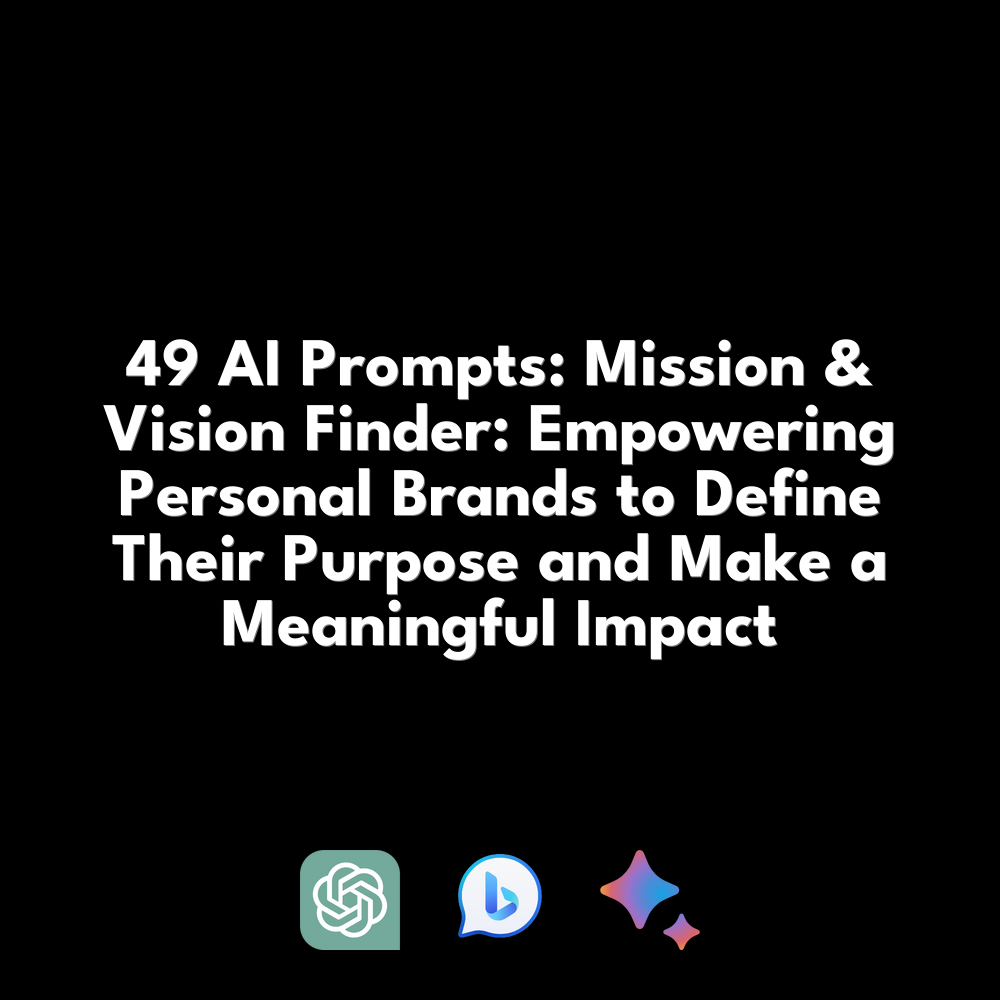 49 AI Prompts: Mission &
Vision Finder: Empowering
Personal Brands to Define
Their Purpose and Make a
Meaningful Impact